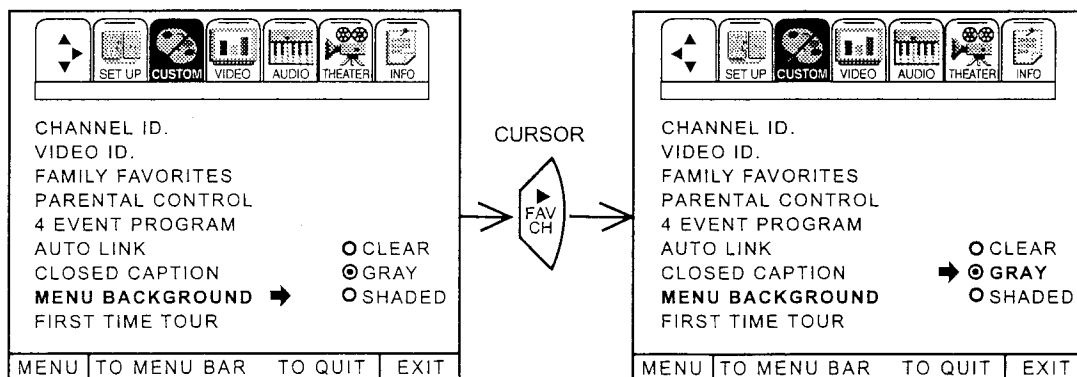 SET UP CUSTOM VIDEO AUDIO THEATER INFO
CHANNEL ID.
VIDEO ID.
FAMILY FAVORITES
PARENTAL CONTROL
4 EVENT PROGRAM
AUTO LINK CLEAR
CLOSED CAPTION GRAY
MENU BACKGROUND SHADED
FIRST TIME TOUR
MENU TO MENU BAR TO QUIT EXIT
CURSOR
FAV
CH
SET UP CUSTOM VIDEO AUDIO THEATER INFO
CHANNEL ID.
VIDEO ID.
FAMILY FAVORITES
PARENTAL CONTROL
4 EVENT PROGRAM
AUTO LINK CLEAR
CLOSED CAPTION GRAY
MENU BACKGROUND SHADED
FIRST TIME TOUR
MENU TO MENU BAR TO QUIT EXIT